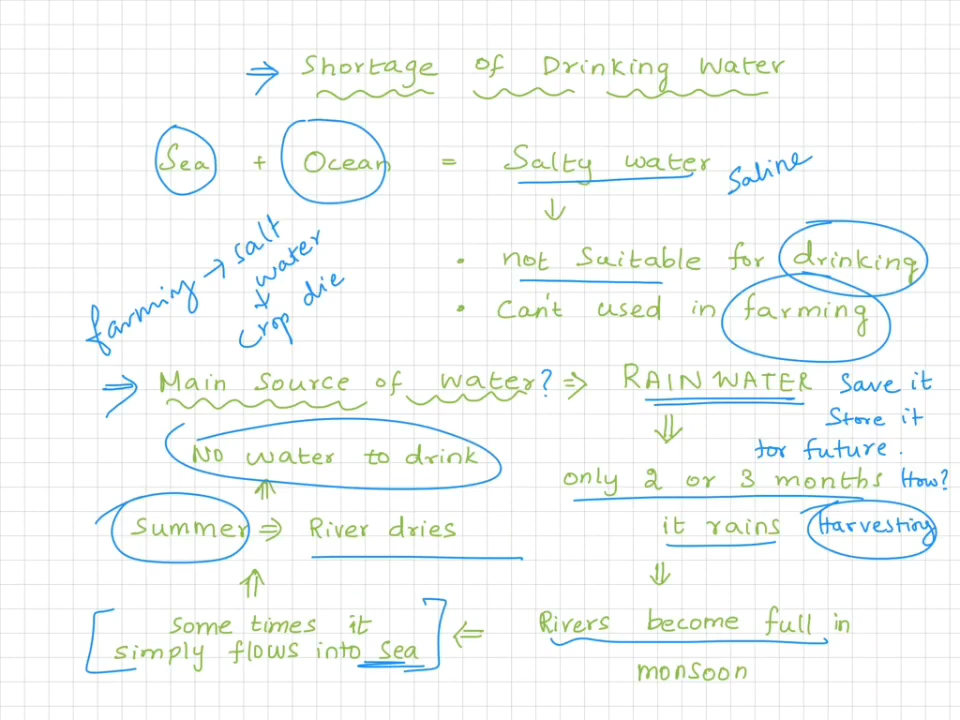 ⇒ Shortage of Drinking Water
Sea + Ocean = Salty water Saline
↓
• not suitable for drinking
• Can't used in farming
farming → salt
water
↓
crop die
⇒ Main source of water? ⇒ RAINWATER Save it
Store it
for future.
⇓
only 2 or 3 months How?
it rains Harvesting
⇓
Rivers become full in
monsoon
⇐
some times it
simply flows into sea
⇑
Summer ⇒ River dries
⇑
No water to drink